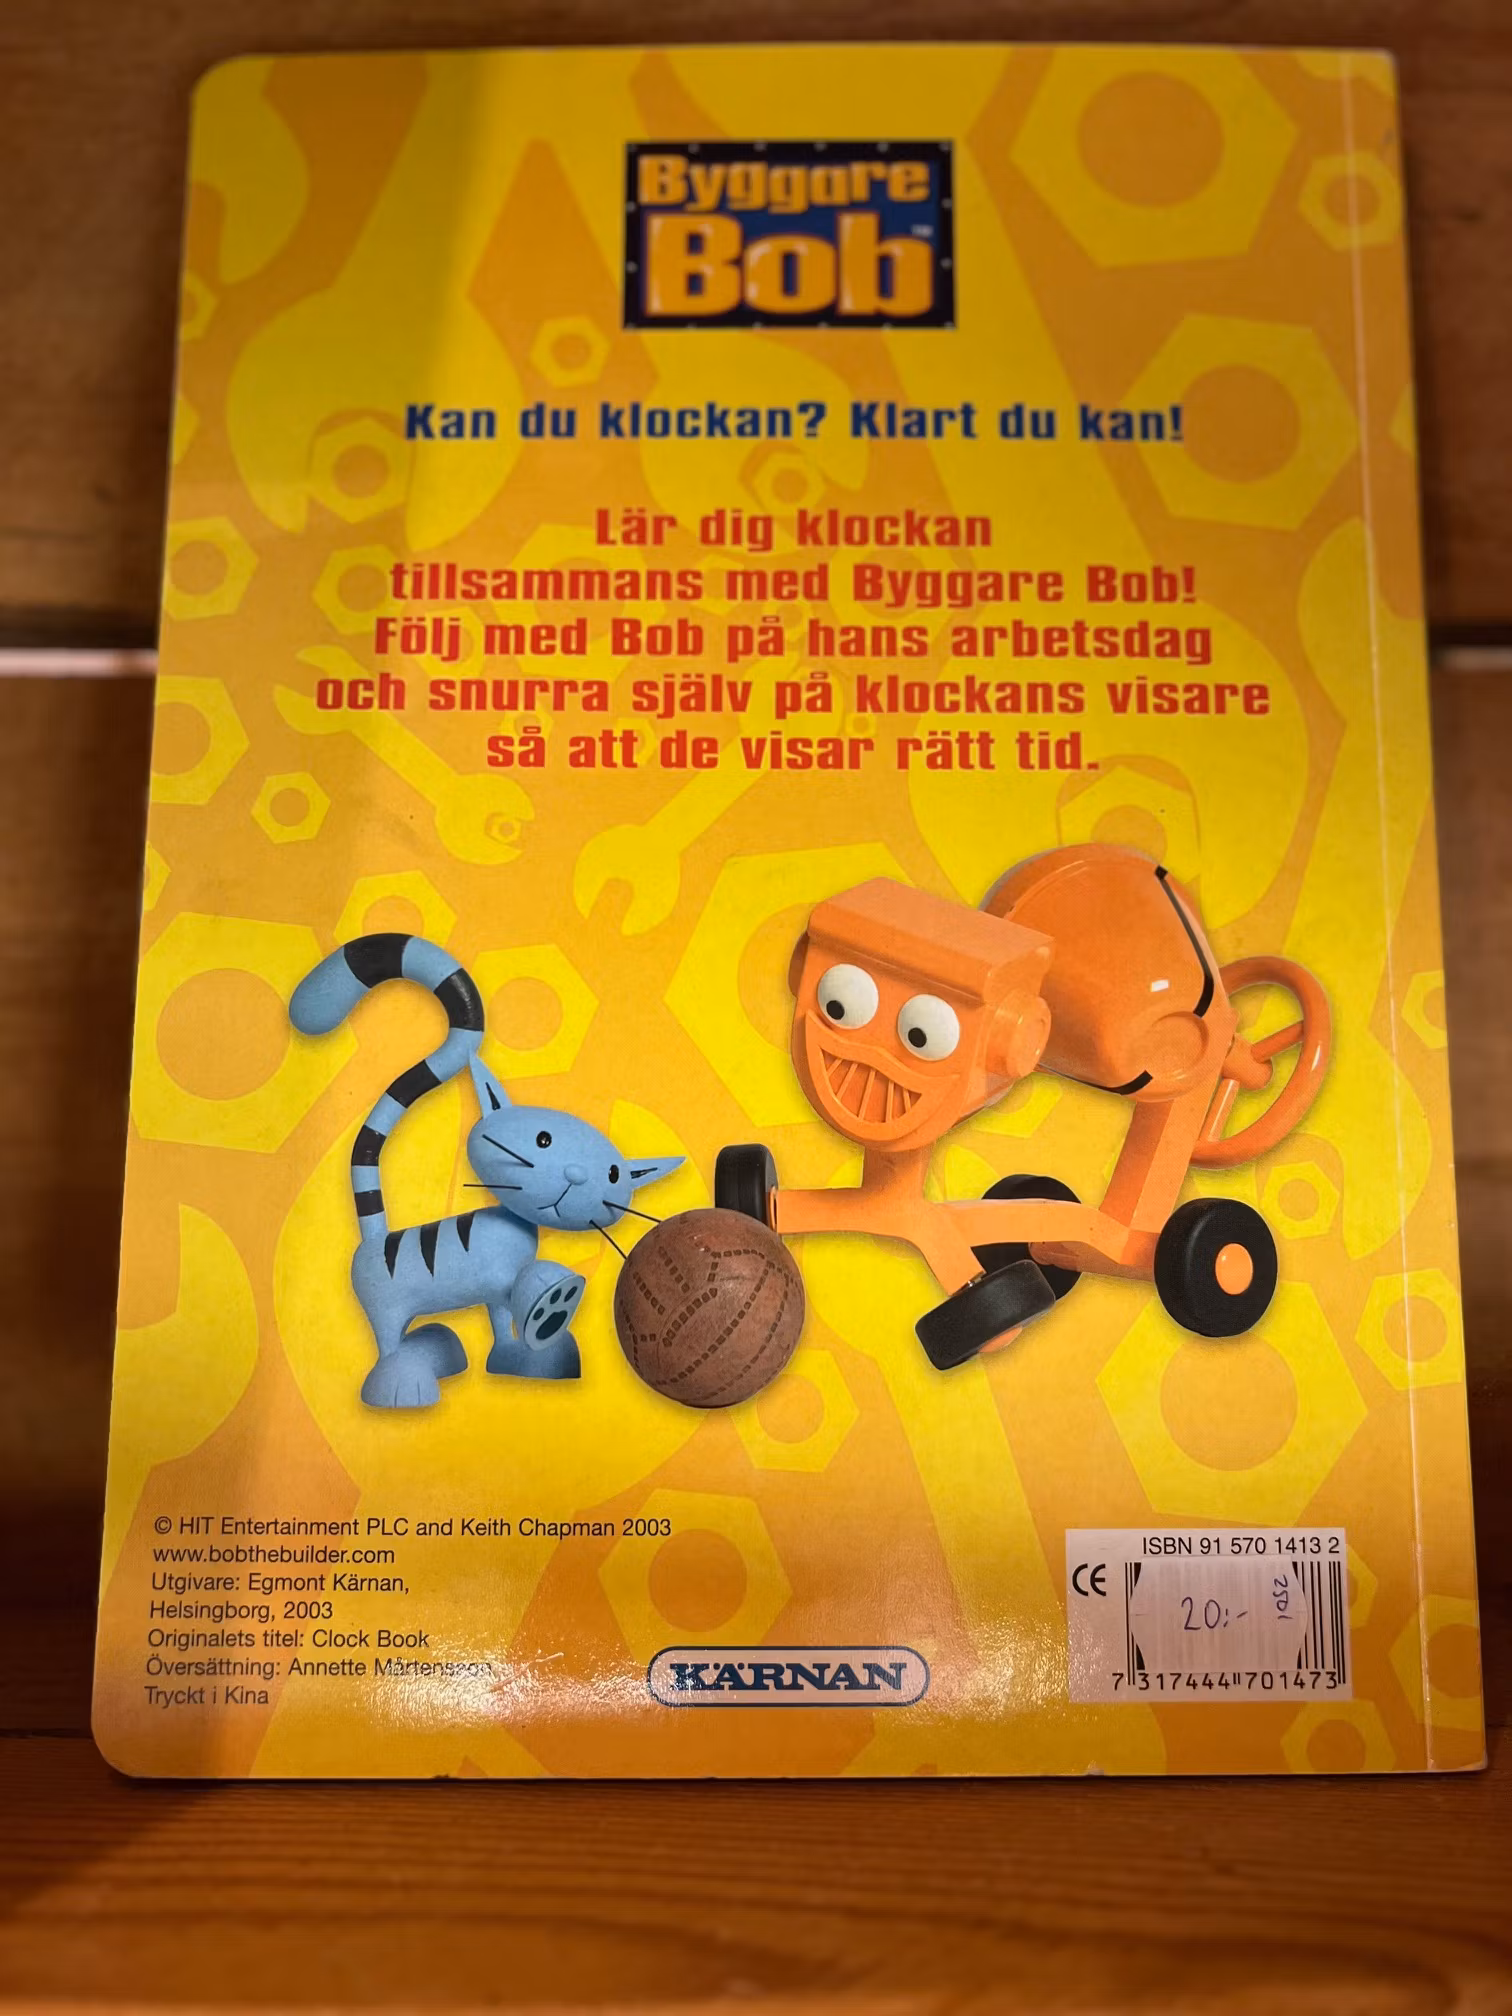 Byggare
Bob™
Kan du klockan? Klart du kan!
Lär dig klockan
tillsammans med Byggare Bob!
Följ med Bob på hans arbetsdag
och snurra själv på klockans visare
så att de visar rätt tid.
© HIT Entertainment PLC and Keith Chapman 2003
www.bobthebuilder.com
Utgivare: Egmont Kärnan,
Helsingborg, 2003
Originalets titel: Clock Book
Översättning: Annette Mårtensson
Tryckt i Kina
KÄRNAN
ISBN 91 570 1413 2
CE
20:-
7 317444 701473